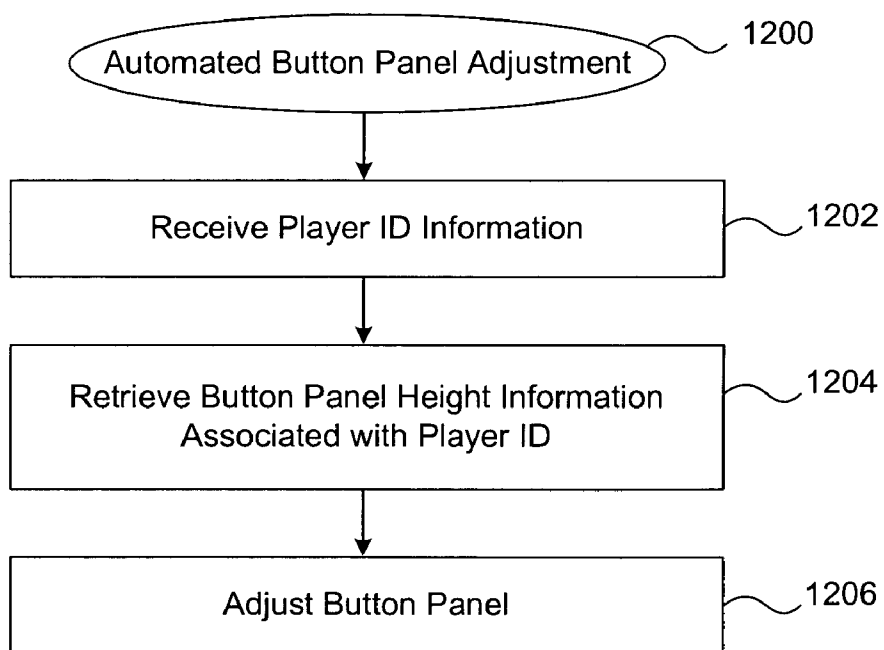 1200
Automated Button Panel Adjustment
Receive Player ID Information
1202
Retrieve Button Panel Height Information
Associated with Player ID
1204
Adjust Button Panel
1206